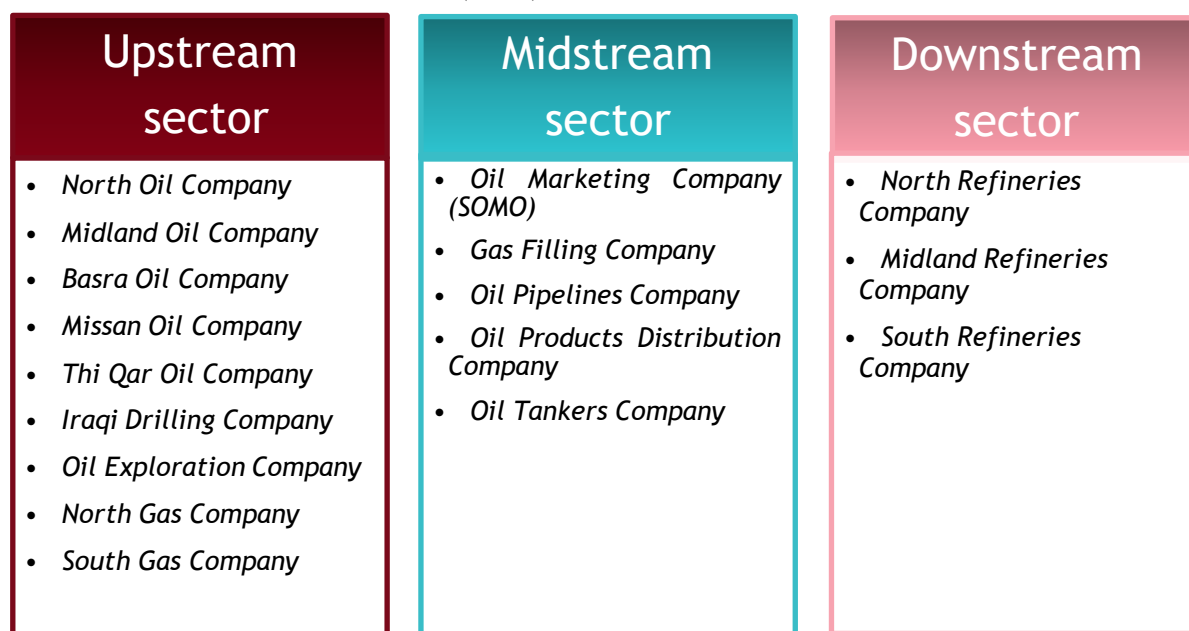 Upstream
sector
• North Oil Company
• Midland Oil Company
• Basra Oil Company
• Missan Oil Company
• Thi Qar Oil Company
• Iraqi Drilling Company
• Oil Exploration Company
• North Gas Company
• South Gas Company
Midstream
sector
• Oil Marketing Company
(SOMO)
• Gas Filling Company
• Oil Pipelines Company
• Oil Products Distribution
Company
• Oil Tankers Company
Downstream
sector
• North Refineries
Company
• Midland Refineries
Company
• South Refineries
Company